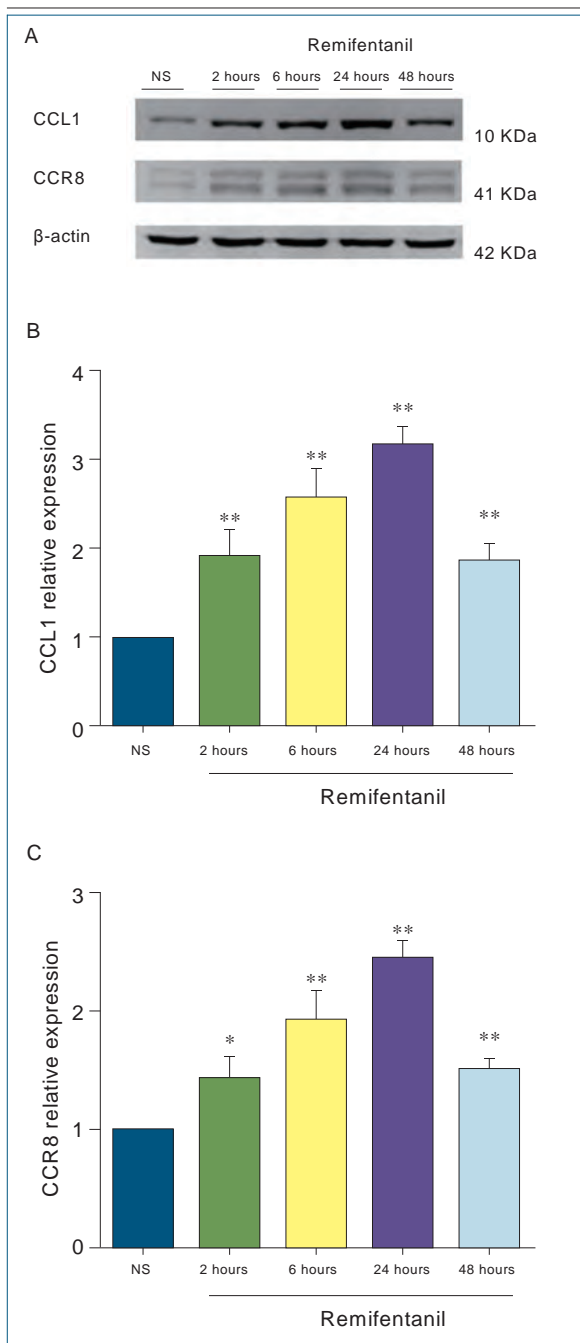 A
Remifentanil
NS 2 hours 6 hours 24 hours 48 hours
CCL1 10 KDa
CCR8 41 KDa
β-actin 42 KDa
B
4
3
2
1
0
CCL1 relative expression
** ** ** **
NS 2 hours 6 hours 24 hours 48 hours
Remifentanil
C
3
2
1
0
CCR8 relative expression
* ** ** **
NS 2 hours 6 hours 24 hours 48 hours
Remifentanil